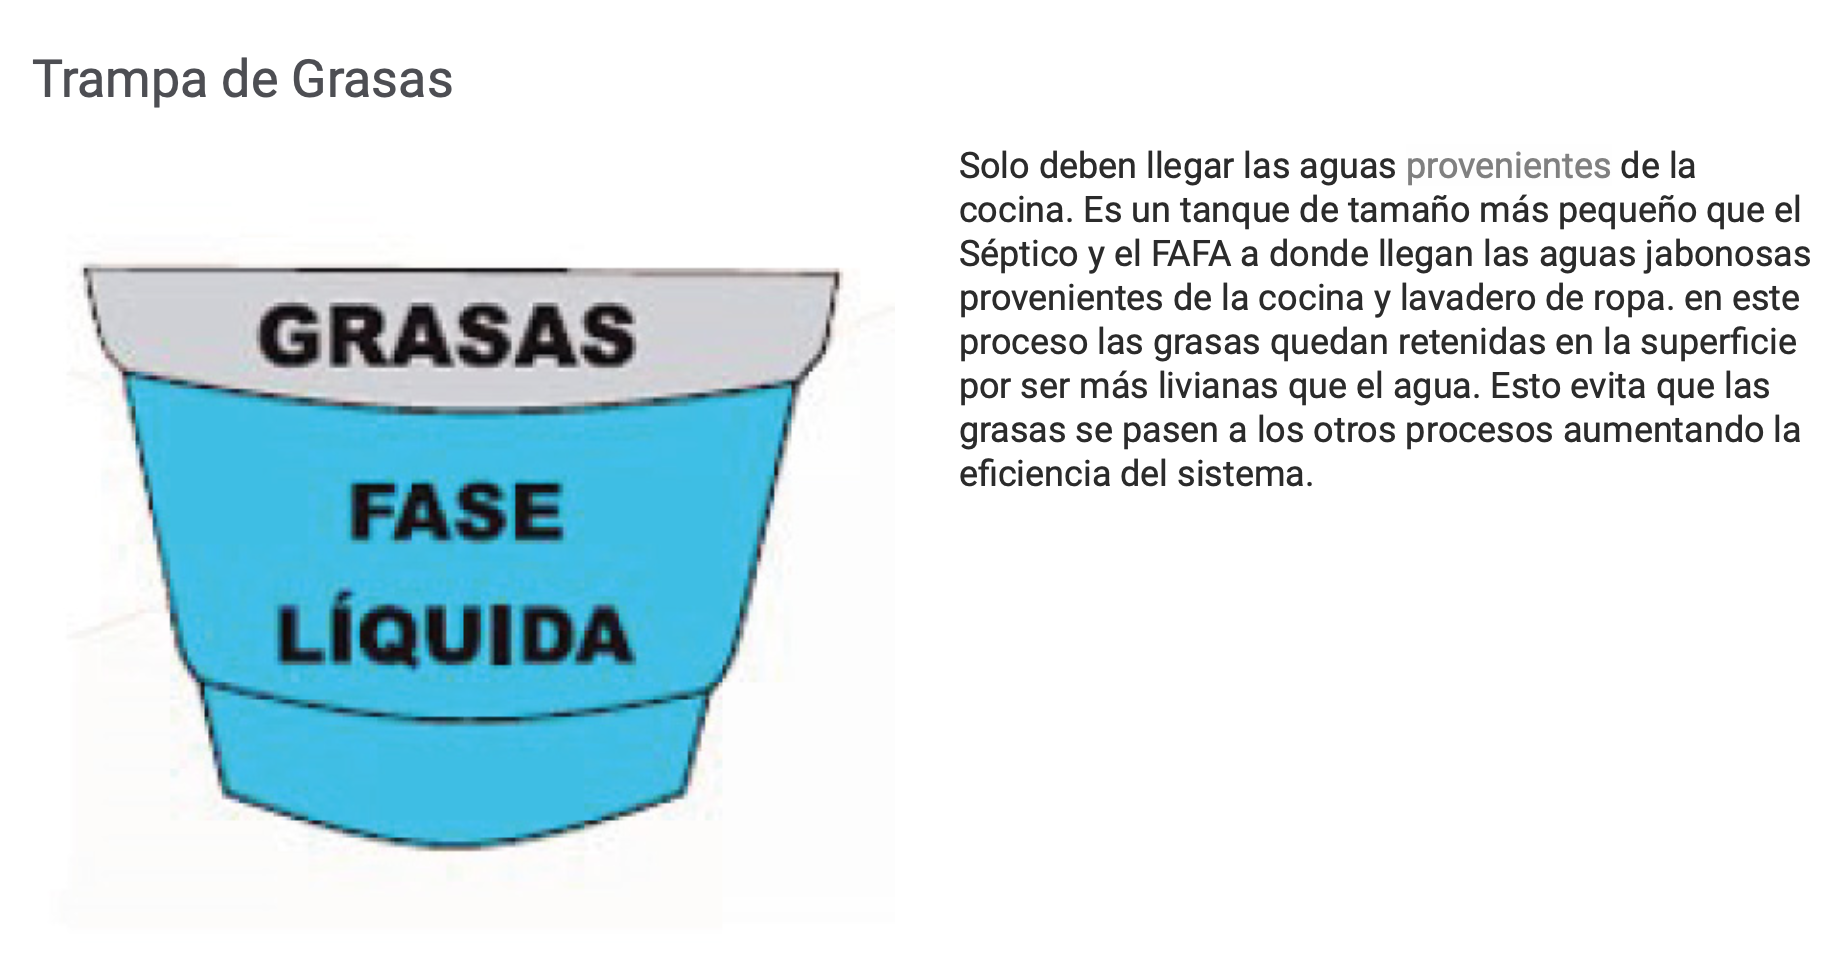 Trampa de Grasas
GRASAS
FASE
LÍQUIDA
Solo deben llegar las aguas provenientes de la
cocina. Es un tanque de tamaño más pequeño que el
Séptico y el FAFA a donde llegan las aguas jabonosas
provenientes de la cocina y lavadero de ropa. en este
proceso las grasas quedan retenidas en la superficie
por ser más livianas que el agua. Esto evita que las
grasas se pasen a los otros procesos aumentando la
eficiencia del sistema.